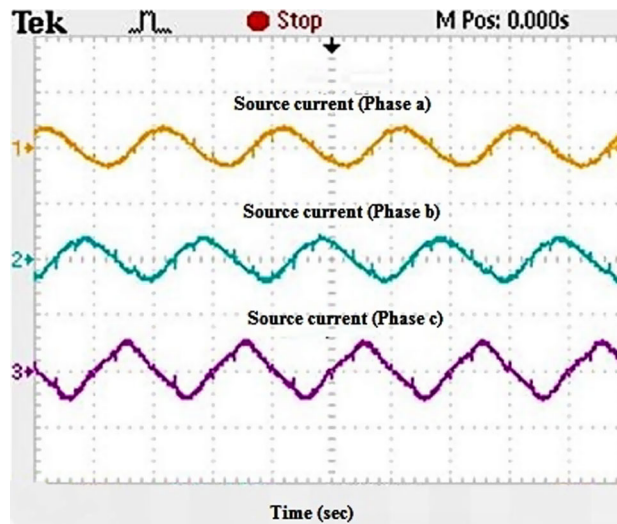 Tek Stop M Pos: 0.000s
Source current (Phase a)
1
Source current (Phase b)
2
Source current (Phase c)
3
Time (sec)